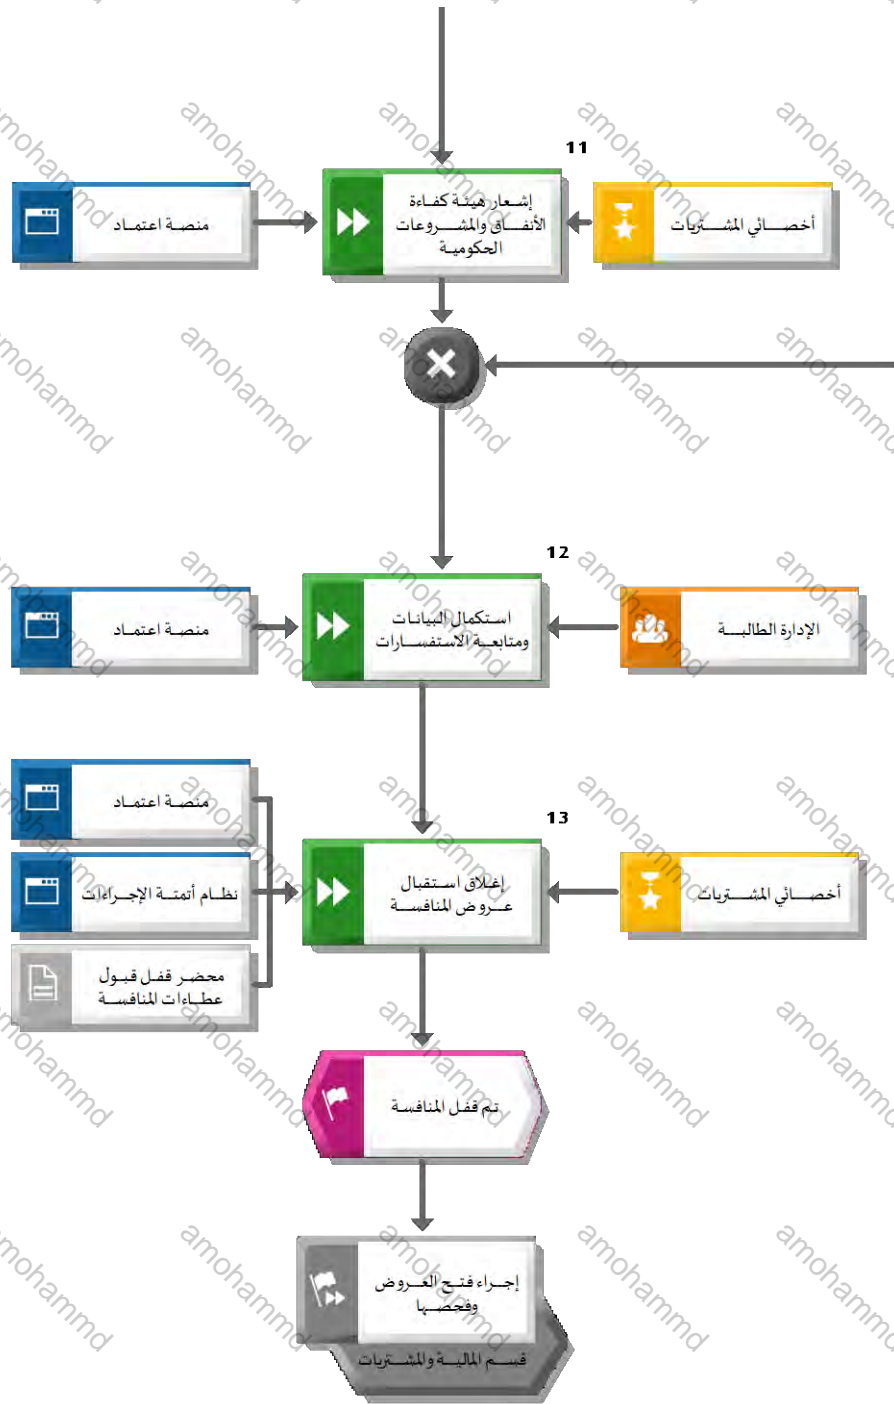 11
أخصائي المشتريات
إشعار هيئة كفاءة
الأنفاق والمشروعات
الحكومية
منصة اعتماد
12
الإدارة الطالبة
استكمال البيانات
ومتابعة الاستفسارات
منصة اعتماد
13
أخصائي المشتريات
إغلاق استقبال
عروض المنافسة
منصة اعتماد
نظام أتمتة الإجراءات
محضر قفل قبول
عطاءات المنافسة
تم قفل المنافسة
إجراء فتح العروض
وفحصها
قسم المالية والمشتريات
amohammd